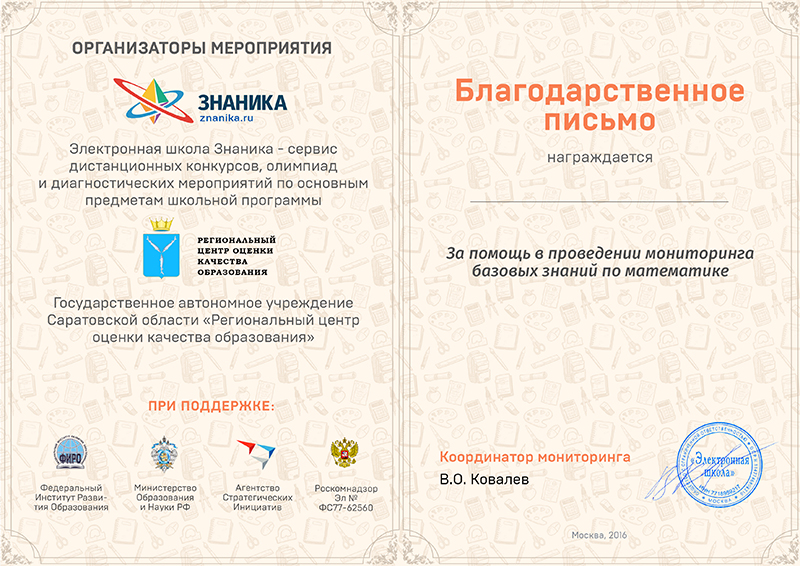 ОРГАНИЗАТОРЫ МЕРОПРИЯТИЯ
ЗНАНИКА
znanika.ru
Электронная школа Знаника - сервис
дистанционных конкурсов, олимпиад
и диагностических мероприятий по основным
предметам школьной программы
РЕГИОНАЛЬНЫЙ
ЦЕНТР ОЦЕНКИ
КАЧЕСТВА
ОБРАЗОВАНИЯ
Государственное автономное учреждение
Саратовской области «Региональный центр
оценки качества образования»
ПРИ ПОДДЕРЖКЕ:
ФИРО
Федеральный
Институт Разви-
тия Образования
Министерство
Образования
и Науки РФ
Агентство
Стратегических
Инициатив
Роскомнадзор
Эл №
ФС77-62560
Благодарственное
письмо
награждается
За помощь в проведении мониторинга
базовых знаний по математике
Координатор мониторинга
В.О. Ковалев
«Электронная
школа»
МОСКВА
Москва, 2016